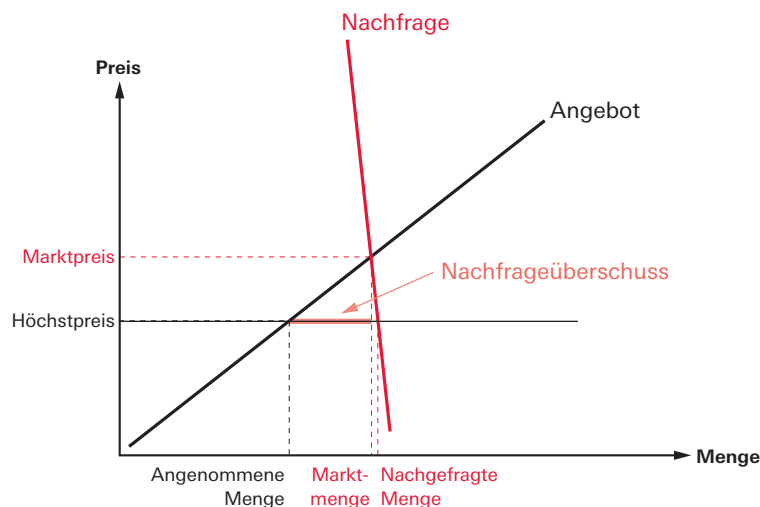 Nachfrage
Preis
Angebot
Marktpreis
Nachfrageüberschuss
Höchstpreis
Menge
Angenommene
Menge
Markt-
menge
Nachgefragte
Menge